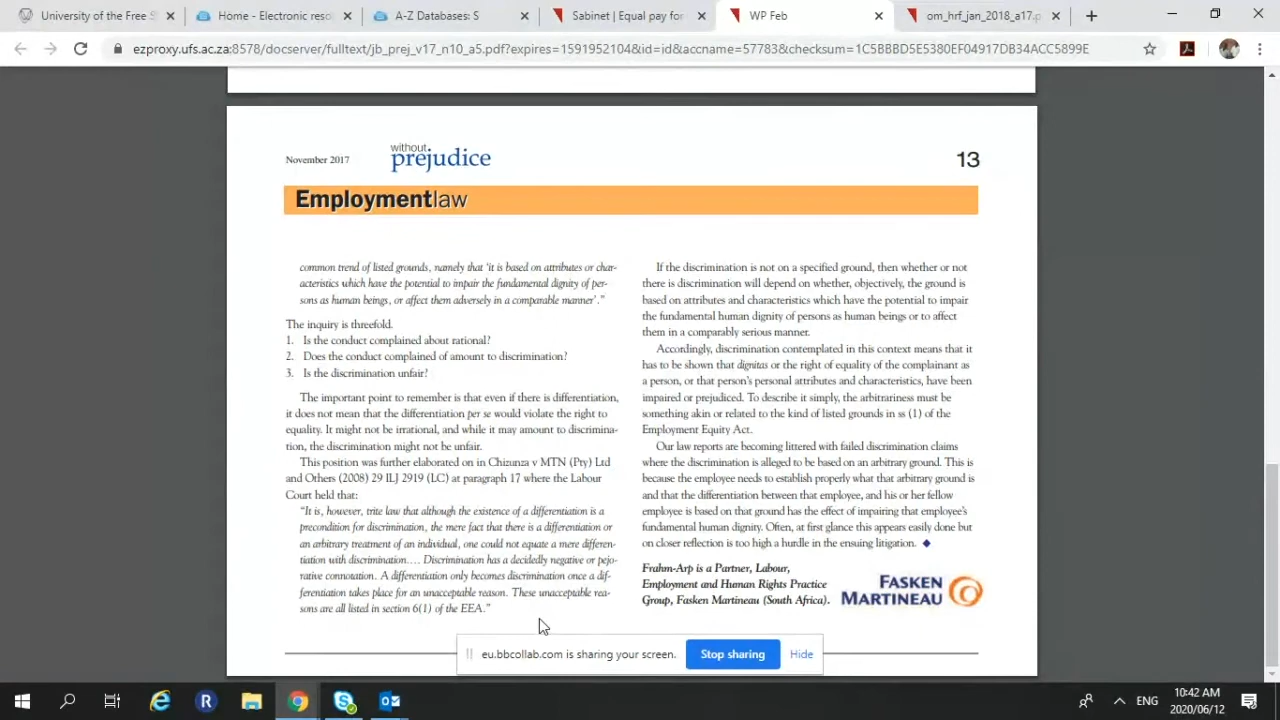 University of the Free S
Home - Electronic reso
A-Z Databases: S
Sabinet | Equal pay for
WP Feb
om_hrf_jan_2018_a17.p
ezproxy.ufs.ac.za:8578/docserver/fulltext/jb_prej_v17_n10_a5.pdf?expires=1591952104&id=id&accname=57783&checksum=1C5BBBD5E5380EF04917DB34ACC5899E
November 2017
without
prejudice
13
Employmentlaw
common trend of listed grounds, namely that ‘it is based on attributes or char-
acteristics which have the potential to impair the fundamental dignity of per-
sons as human beings, or affect them adversely in a comparable manner’.”
The inquiry is threefold.
1. Is the conduct complained about rational?
2. Does the conduct complained of amount to discrimination?
3. Is the discrimination unfair?
The important point to remember is that even if there is differentiation,
it does not mean that the differentiation per se would violate the right to
equality. It might not be irrational, and while it may amount to discrimina-
tion, the discrimination might not be unfair.
This position was further elaborated on in Chizunza v MTN (Pty) Ltd
and Others (2008) 29 ILJ 2919 (LC) at paragraph 17 where the Labour
Court held that:
“It is, however, trite law that although the existence of a differentiation is a
precondition for discrimination, the mere fact that there is a differentiation or
an arbitrary treatment of an individual, one could not equate a mere differen-
tiation with discrimination…. Discrimination has a decidedly negative or pejo-
rative connotation. A differentiation only becomes discrimination once a dif-
ferentiation takes place for an unacceptable reason. These unacceptable rea-
sons are all listed in section 6(1) of the EEA.”
If the discrimination is not on a specified ground, then whether or not
there is discrimination will depend on whether, objectively, the ground is
based on attributes and characteristics which have the potential to impair
the fundamental human dignity of persons as human beings or to affect
them in a comparably serious manner.
Accordingly, discrimination contemplated in this context means that it
has to be shown that dignitas or the right of equality of the complainant as
a person, or that person’s personal attributes and characteristics, have been
impaired or prejudiced. To describe it simply, the arbitrariness must be
something akin or related to the kind of listed grounds in ss (1) of the
Employment Equity Act.
Our law reports are becoming littered with failed discrimination claims
where the discrimination is alleged to be based on an arbitrary ground. This is
because the employee needs to establish properly what that arbitrary ground is
and that the differentiation between that employee, and his or her fellow
employee is based on that ground has the effect of impairing that employee’s
fundamental human dignity. Often, at first glance this appears easily done but
on closer reflection is too high a hurdle in the ensuing litigation. ◆
Frahm-Arp is a Partner, Labour,
Employment and Human Rights Practice
Group, Fasken Martineau (South Africa).
FASKEN
MARTINEAU
eu.bbcollab.com is sharing your screen.
Stop sharing
Hide
ENG
10:42 AM
2020/06/12